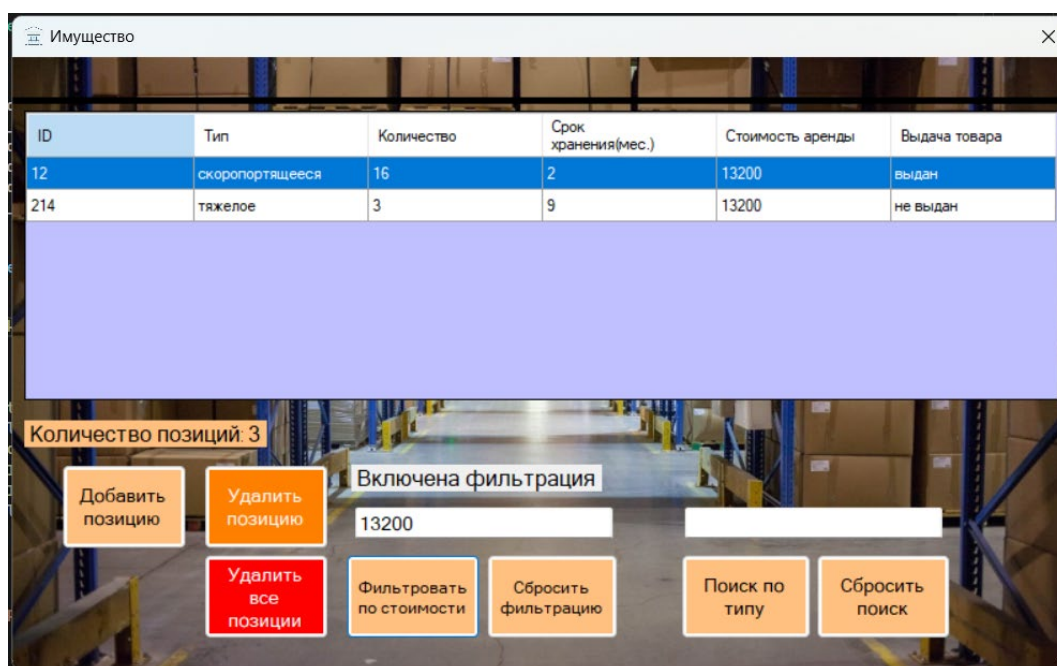 Имущество
ID Тип Количество Срок хранения(мес.) Стоимость аренды Выдача товара
12 скоропортящееся 16 2 13200 выдан
214 тяжелое 3 9 13200 не выдан
Количество позиций: 3
Включена фильтрация
Добавить позицию
Удалить позицию
13200
Удалить все позиции
Фильтровать по стоимости
Сбросить фильтрацию
Поиск по типу
Сбросить поиск